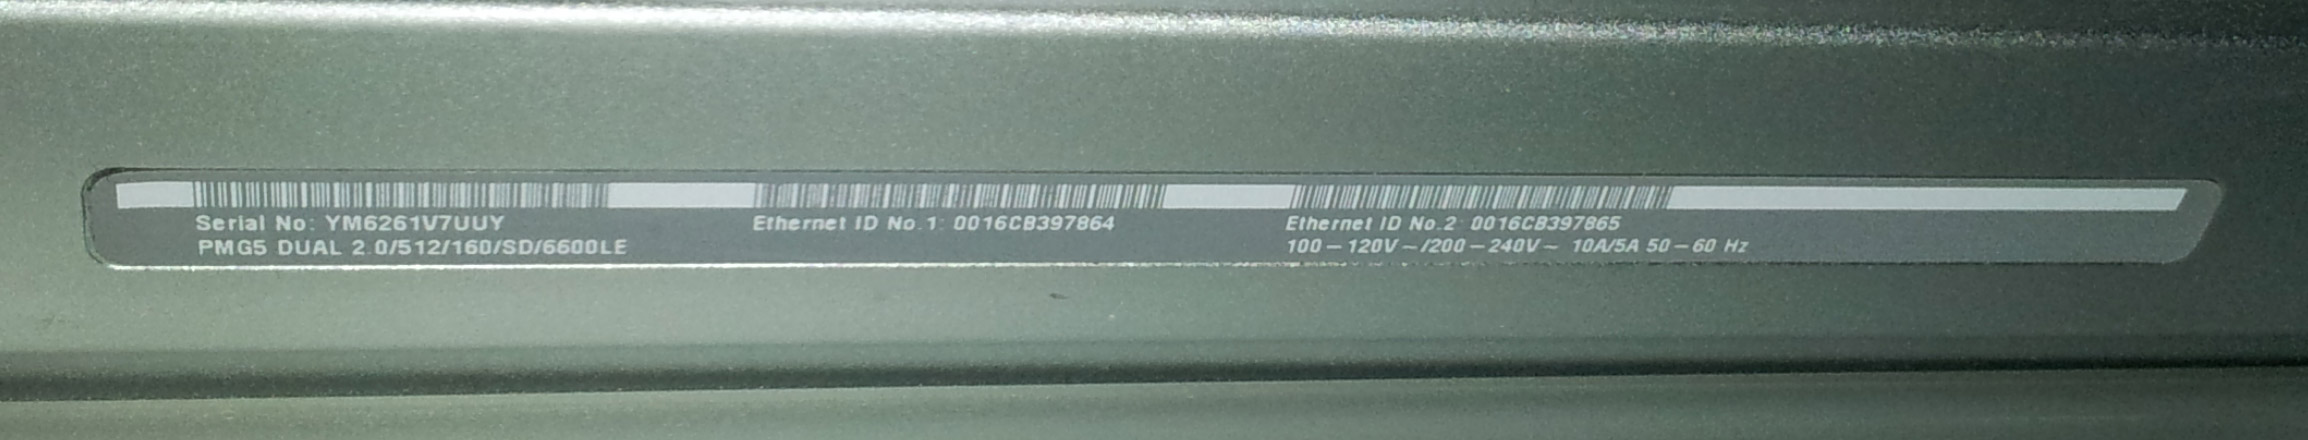 Serial No: YM6261V7UUY
PMG5 DUAL 2.0/512/160/SD/6600LE
Ethernet ID No.1: 0016CB397864
Ethernet ID No.2: 0016CB397865
100–120V~/200–240V~ 10A/5A 50–60 Hz